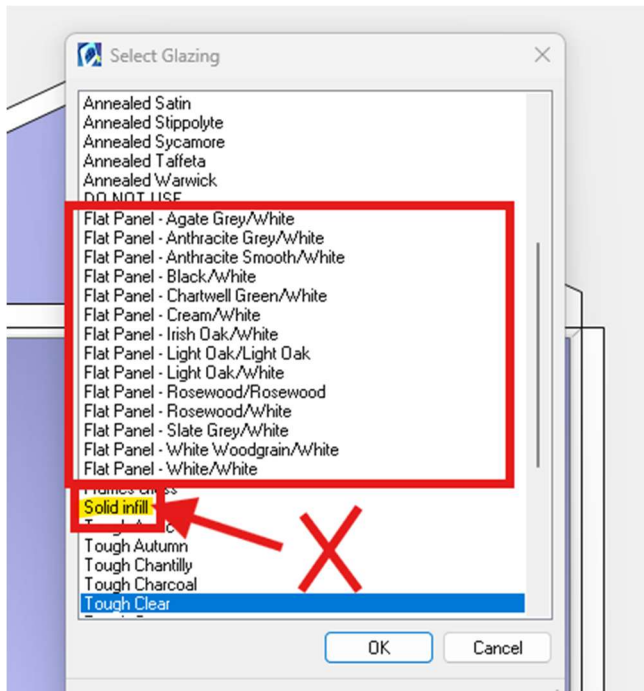 Select Glazing
Annealed Satin
Annealed Stippolyte
Annealed Sycamore
Annealed Taffeta
Annealed Warwick
DO NOT USE
Flat Panel - Agate Grey/White
Flat Panel - Anthracite Grey/White
Flat Panel - Anthracite Smooth/White
Flat Panel - Black/White
Flat Panel - Chartwell Green/White
Flat Panel - Cream/White
Flat Panel - Irish Oak/White
Flat Panel - Light Oak/Light Oak
Flat Panel - Light Oak/White
Flat Panel - Rosewood/Rosewood
Flat Panel - Rosewood/White
Flat Panel - Slate Grey/White
Flat Panel - White Woodgrain/White
Flat Panel - White/White
Solid infill
Tough Autumn
Tough Chantilly
Tough Charcoal
Tough Clear
OK
Cancel